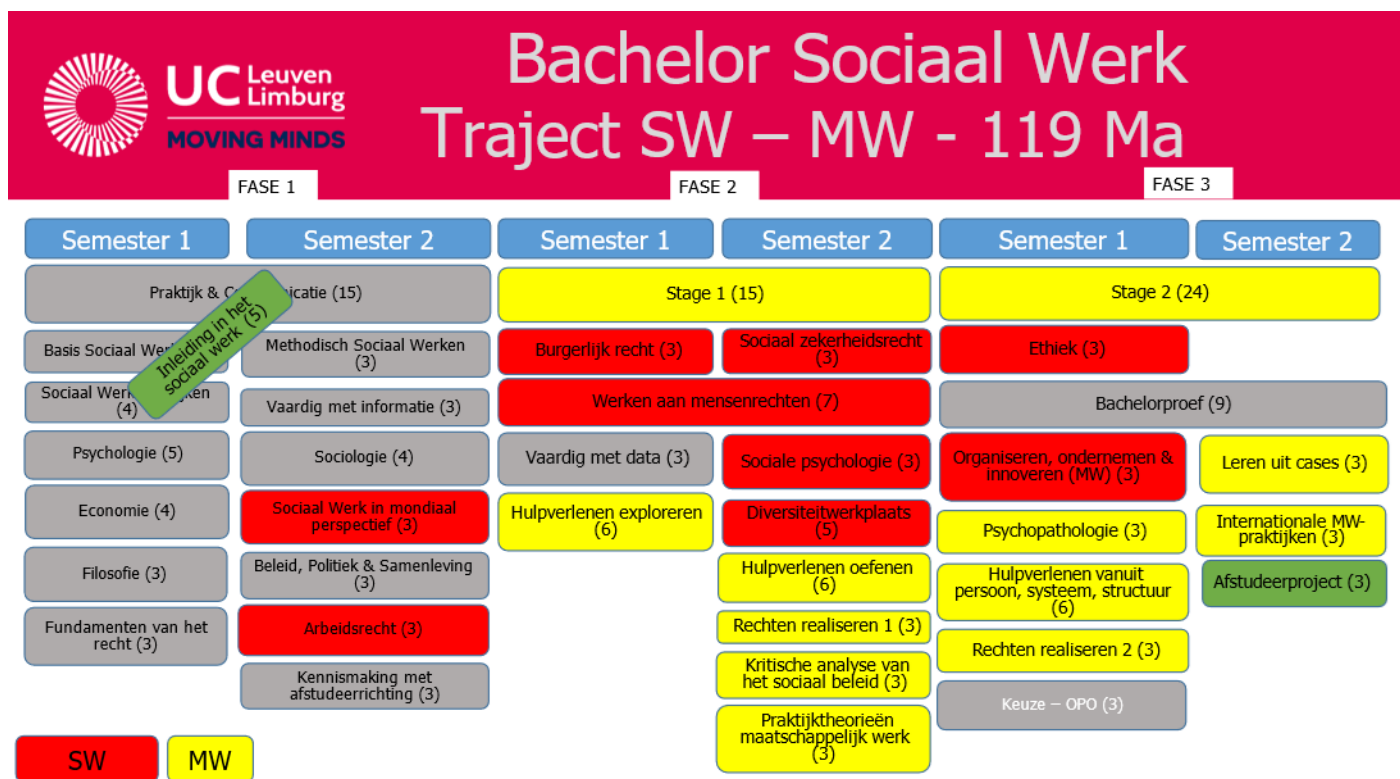 UC Leuven
Limburg
MOVING MINDS
Bachelor Sociaal Werk
Traject SW – MW - 119 Ma
FASE 1
FASE 2
FASE 3
Semester 1
Semester 2
Semester 1
Semester 2
Semester 1
Semester 2
Praktijk & C
nicatie (15)
Stage 1 (15)
Stage 2 (24)
Inleiding in het
sociaal werk (5)
Basis Sociaal Wer
Methodisch Sociaal Werken
(3)
Burgerlijk recht (3)
Sociaal zekerheidsrecht
(3)
Ethiek (3)
Sociaal Werk
ken
(4)
Vaardig met informatie (3)
Werken aan mensenrechten (7)
Bachelorproef (9)
Psychologie (5)
Sociologie (4)
Vaardig met data (3)
Sociale psychologie (3)
Organiseren, ondernemen &
innoveren (MW) (3)
Leren uit cases (3)
Economie (4)
Sociaal Werk in mondiaal
perspectief (3)
Hulpverlenen exploreren
(6)
Diversiteitwerkplaats
(5)
Psychopathologie (3)
Internationale MW-
praktijken (3)
Filosofie (3)
Beleid, Politiek & Samenleving
(3)
Hulpverlenen oefenen
(6)
Hulpverlenen vanuit
persoon, systeem, structuur
(6)
Afstudeerproject (3)
Fundamenten van het
recht (3)
Arbeidsrecht (3)
Rechten realiseren 1 (3)
Rechten realiseren 2 (3)
Kennismaking met
afstudeerrichting (3)
Kritische analyse van
het sociaal beleid (3)
Keuze – OPO (3)
Praktijktheorieën
maatschappelijk werk
(3)
SW
MW